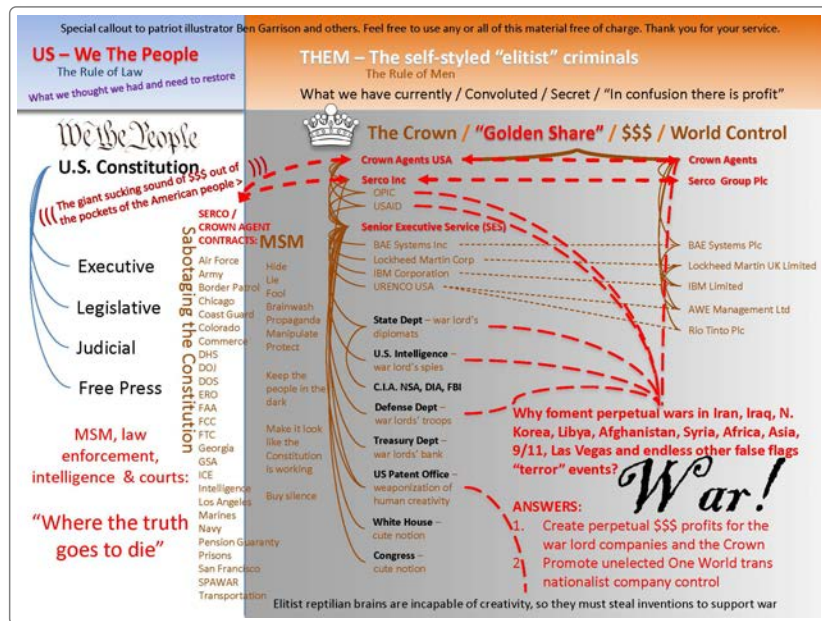 Special callout to patriot illustrator Ben Garrison and others. Feel free to use any or all of this material free of charge. Thank you for your service.
US – We The People
The Rule of Law
What we thought we had and need to restore
THEM – The self-styled "elitist" criminals
The Rule of Men
What we have currently / Convoluted / Secret / "In confusion there is profit"
We the People
U.S. Constitution
(((The giant sucking sound of $$$ out of
the pockets of the American people > )))
Executive
Legislative
Judicial
Free Press
MSM, law
enforcement,
intelligence & courts:
"Where the truth
goes to die"
Sabotaging the Constitution
SERCO /
CROWN AGENT
CONTRACTS:
Air Force
Army
Border Patrol
Chicago
Coast Guard
Colorado
Commerce
DHS
DOJ
DOS
ERO
FAA
FCC
FTC
Georgia
GSA
ICE
Intelligence
Los Angeles
Marines
Navy
Pension Guaranty
Prisons
San Francisco
SPAWAR
Transportation
MSM
Hide
Lie
Fool
Brainwash
Propaganda
Manipulate
Protect
Keep the
people in the
dark
Make it look
like the
Constitution
is working
Buy silence
The Crown / "Golden Share" / $$$ / World Control
Crown Agents USA
Serco Inc
OPIC
USAID
Senior Executive Service (SES)
BAE Systems Inc
Lockheed Martin Corp
IBM Corporation
URENCO USA
State Dept – war lord's
diplomats
U.S. Intelligence –
war lord's spies
C.I.A. NSA, DIA, FBI
Defense Dept –
war lords' troops
Treasury Dept –
war lords' bank
US Patent Office –
weaponization of
human creativity
White House –
cute notion
Congress –
cute notion
Crown Agents
Serco Group Plc
BAE Systems Plc
Lockheed Martin UK Limited
IBM Limited
AWE Management Ltd
Rio Tinto Plc
Why foment perpetual wars in Iran, Iraq, N.
Korea, Libya, Afghanistan, Syria, Africa, Asia,
9/11, Las Vegas and endless other false flags
"terror" events?
War!
ANSWERS:
1. Create perpetual $$$ profits for the
war lord companies and the Crown
2. Promote unelected One World trans
nationalist company control
Elitist reptilian brains are incapable of creativity, so they must steal inventions to support war